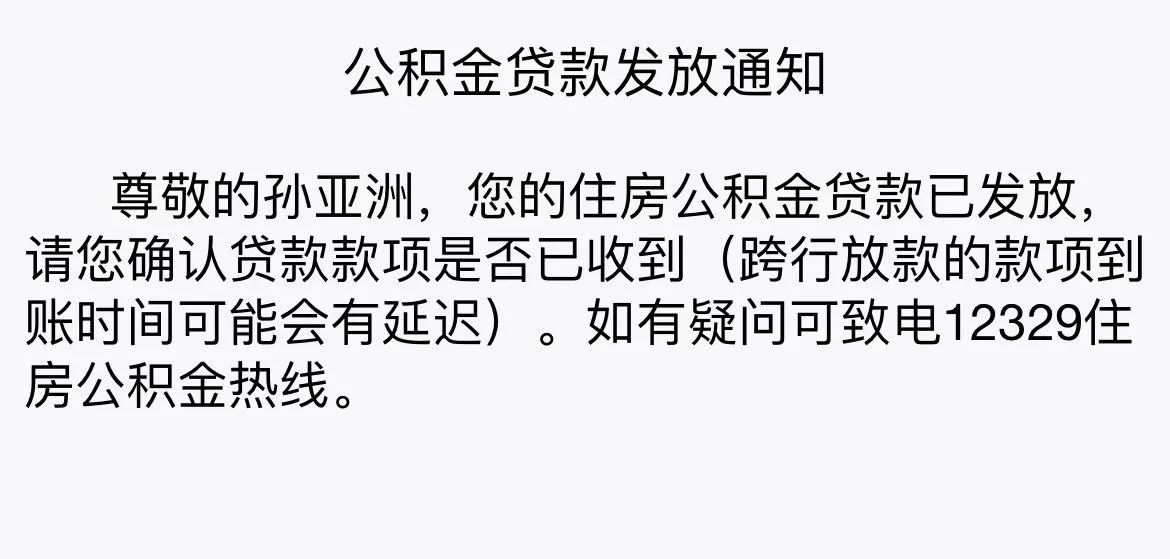 公积金贷款发放通知
尊敬的孙亚洲，您的住房公积金贷款已发放，
请您确认贷款款项是否已收到（跨行放款的款项到
账时间可能会有延迟）。如有疑问可致电12329住
房公积金热线。